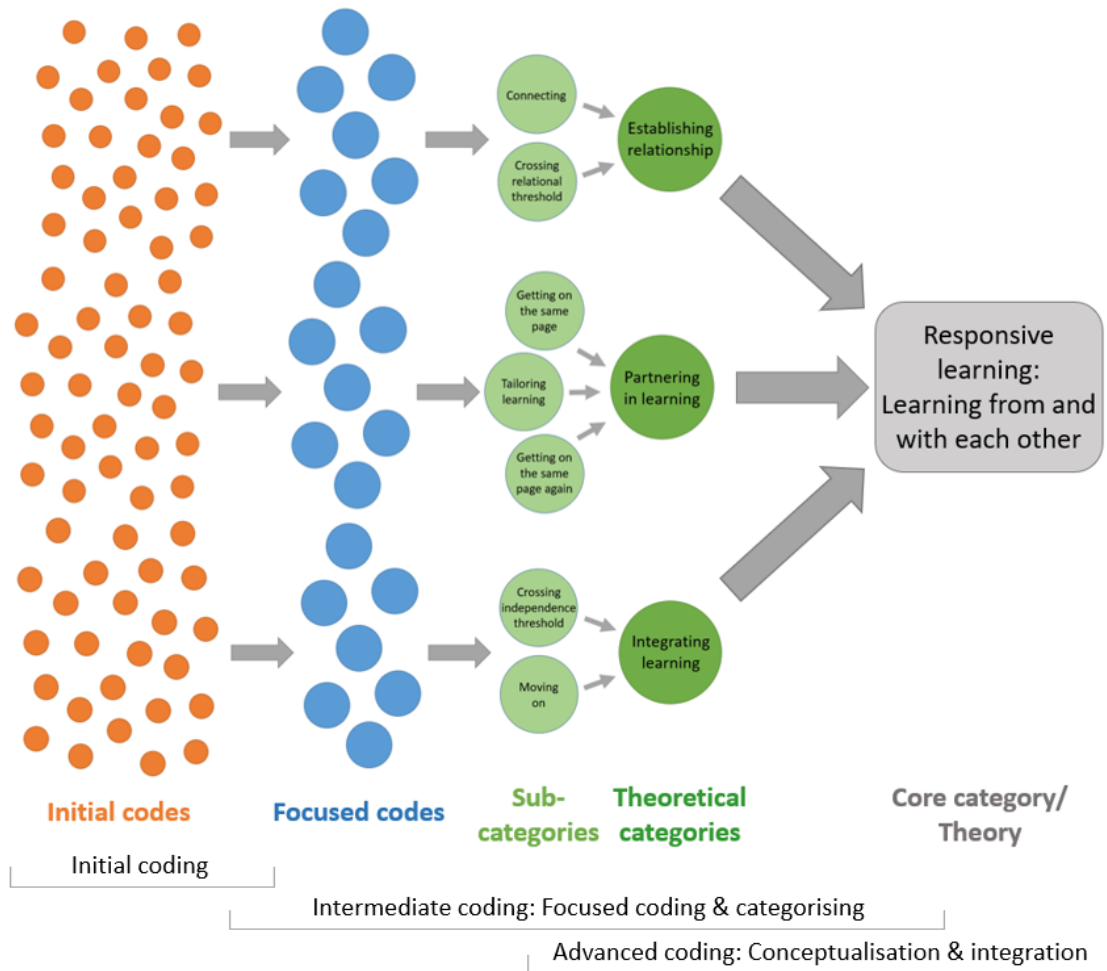 Connecting
Crossing
relational
threshold
Establishing
relationship
Getting on
the same
page
Tailoring
learning
Getting on
the same
page again
Partnering
in learning
Crossing
independence
threshold
Moving
on
Integrating
learning
Responsive
learning:
Learning from and
with each other
Initial codes
Focused codes
Sub-
categories
Theoretical
categories
Core category/
Theory
Initial coding
Intermediate coding: Focused coding & categorising
Advanced coding: Conceptualisation & integration